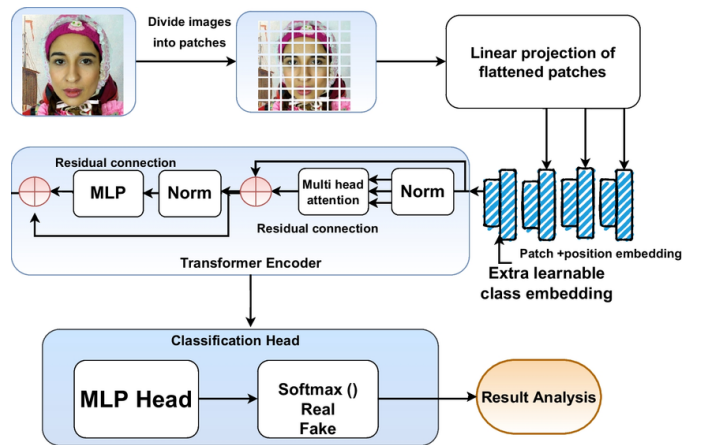 Divide images
into patches
Linear projection of
flattened patches
Residual connection
MLP
Norm
Multi head
attention
Norm
Residual connection
Transformer Encoder
Patch +position embedding
Extra learnable
class embedding
Classification Head
MLP Head
Softmax ()
Real
Fake
Result Analysis